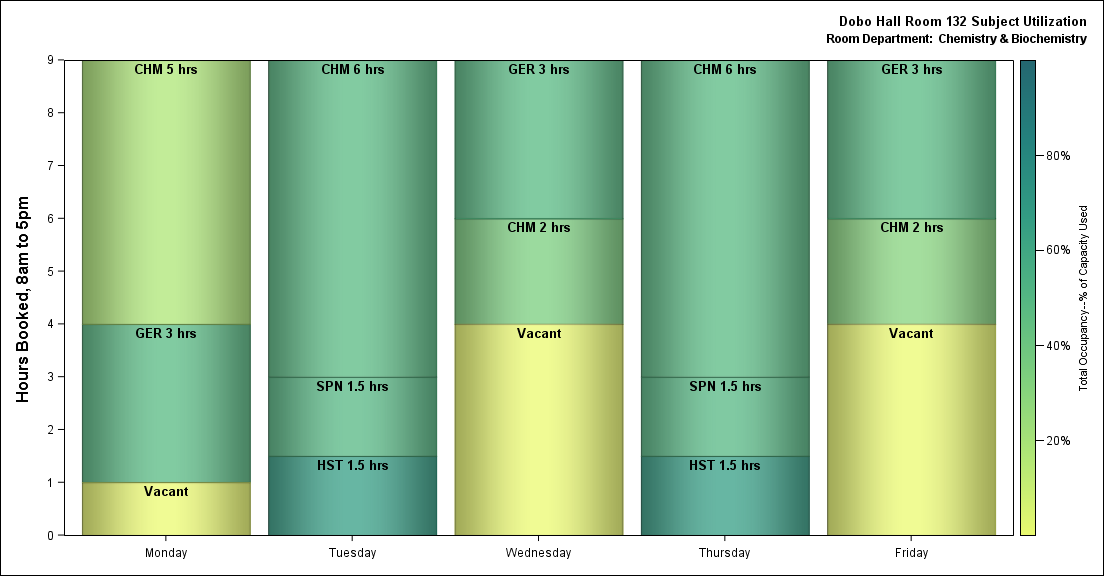 Dobo Hall Room 132 Subject Utilization
Room Department: Chemistry & Biochemistry
Hours Booked, 8am to 5pm
9
8
7
6
5
4
3
2
1
0
CHM 5 hrs
GER 3 hrs
Vacant
CHM 6 hrs
SPN 1.5 hrs
HST 1.5 hrs
GER 3 hrs
CHM 2 hrs
Vacant
CHM 6 hrs
SPN 1.5 hrs
HST 1.5 hrs
GER 3 hrs
CHM 2 hrs
Vacant
Monday
Tuesday
Wednesday
Thursday
Friday
80%
60%
40%
20%
Total Occupancy--% of Capacity Used